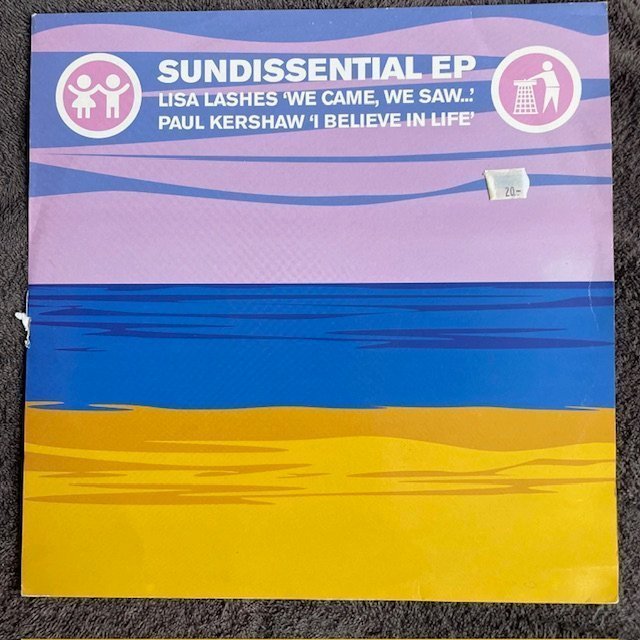 SUNDISSENTIAL EP
LISA LASHES ‘WE CAME, WE SAW..’
PAUL KERSHAW ‘I BELIEVE IN LIFE’
20.-